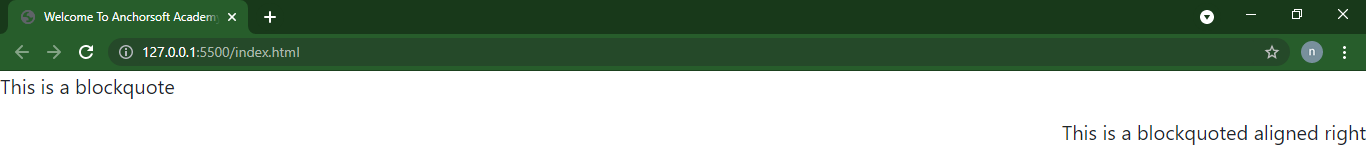 Welcome To Anchorsoft Academ
127.0.0.1:5500/index.html
n
This is a blockquote
This is a blockquoted aligned right